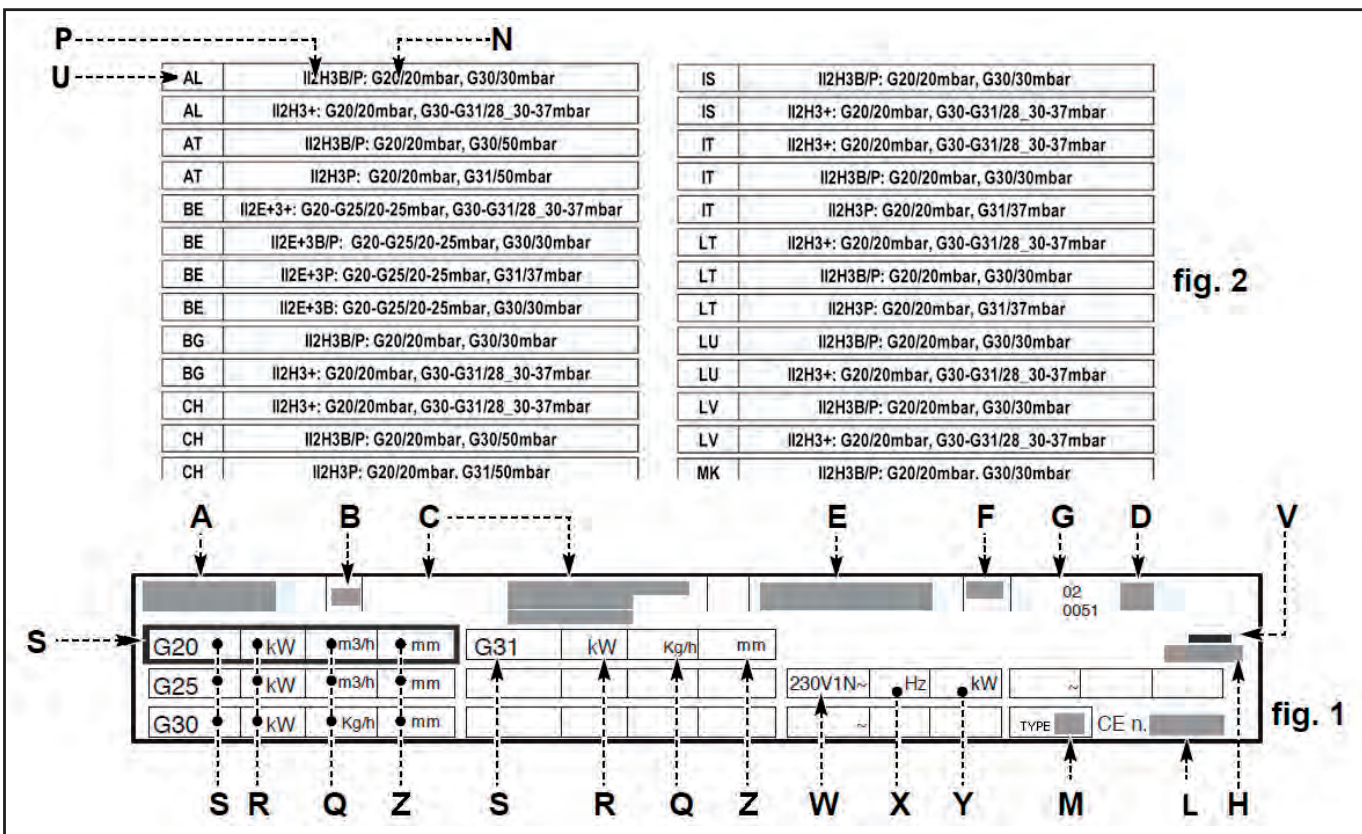 P N
U
AL II2H3B/P: G20/20mbar, G30/30mbar
AL II2H3+: G20/20mbar, G30-G31/28_30-37mbar
AT II2H3B/P: G20/20mbar, G30/50mbar
AT II2H3P: G20/20mbar, G31/50mbar
BE II2E+3+: G20-G25/20-25mbar, G30-G31/28_30-37mbar
BE II2E+3B/P: G20-G25/20-25mbar, G30/30mbar
BE II2E+3P: G20-G25/20-25mbar, G31/37mbar
BE II2E+3B: G20-G25/20-25mbar, G30/30mbar
BG II2H3B/P: G20/20mbar, G30/30mbar
BG II2H3+: G20/20mbar, G30-G31/28_30-37mbar
CH II2H3+: G20/20mbar, G30-G31/28_30-37mbar
CH II2H3B/P: G20/20mbar, G30/50mbar
CH II2H3P: G20/20mbar. G31/50mbar
IS II2H3B/P: G20/20mbar, G30/30mbar
IS II2H3+: G20/20mbar, G30-G31/28_30-37mbar
IT II2H3+: G20/20mbar, G30-G31/28_30-37mbar
IT II2H3B/P: G20/20mbar, G30/30mbar
IT II2H3P: G20/20mbar, G31/37mbar
LT II2H3+: G20/20mbar, G30-G31/28_30-37mbar
LT II2H3B/P: G20/20mbar, G30/30mbar
LT II2H3P: G20/20mbar, G31/37mbar
LU II2H3B/P: G20/20mbar, G30/30mbar
LU II2H3+: G20/20mbar, G30-G31/28_30-37mbar
LV II2H3B/P: G20/20mbar, G30/30mbar
LV II2H3+: G20/20mbar, G30-G31/28_30-37mbar
MK II2H3B/P: G20/20mbar. G30/30mbar
fig. 2
A B C E F G D V
02
0051
S G20 kW m3/h mm G31 kW Kg/h mm
G25 kW m3/h mm 230V1N~ Hz kW ~
G30 kW Kg/h mm ~ TYPE CE n.
fig. 1
S R Q Z S R Q Z W X Y M L H